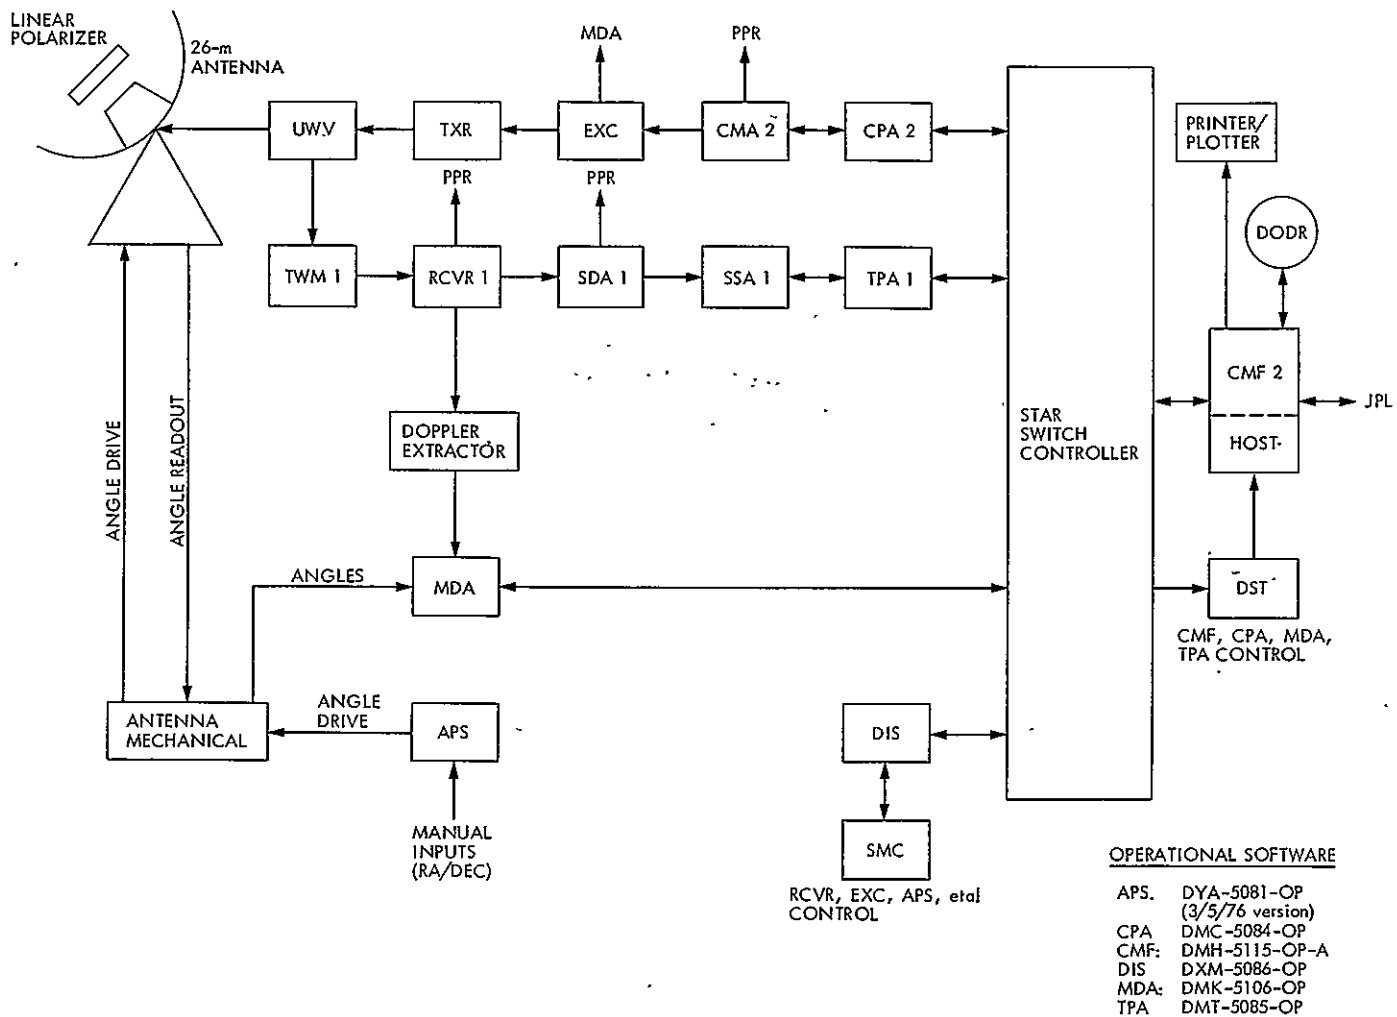 LINEAR
POLARIZER
26-m
ANTENNA
MDA
PPR
UWV
TXR
EXC
CMA 2
CPA 2
PRINTER/
PLOTTER
PPR
PPR
DODR
TWM 1
RCVR 1
SDA 1
SSA 1
TPA 1
CMF 2
JPL
HOST
ANGLE DRIVE
ANGLE READOUT
DOPPLER
EXTRACTOR
STAR
SWITCH
CONTROLLER
ANGLES
MDA
DST
CMF, CPA, MDA,
TPA CONTROL
ANTENNA
MECHANICAL
ANGLE
DRIVE
APS
DIS
MANUAL
INPUTS
(RA/DEC)
SMC
RCVR, EXC, APS, etal
CONTROL
OPERATIONAL SOFTWARE
APS. DYA-5081-OP
(3/5/76 version)
CPA DMC-5084-OP
CMF: DMH-5115-OP-A
DIS DXM-5086-OP
MDA: DMK-5106-OP
TPA DMT-5085-OP